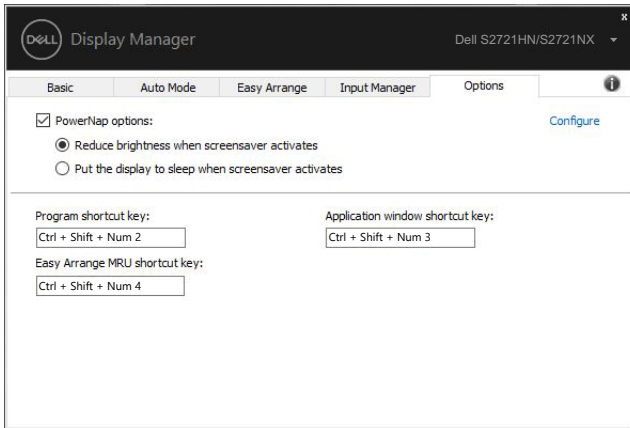 x
DELL Display Manager Dell S2721HN/S2721NX
Basic Auto Mode Easy Arrange Input Manager Options i
PowerNap options: Configure
Reduce brightness when screensaver activates
Put the display to sleep when screensaver activates
Program shortcut key: Application window shortcut key:
Ctrl + Shift + Num 2 Ctrl + Shift + Num 3
Easy Arrange MRU shortcut key:
Ctrl + Shift + Num 4